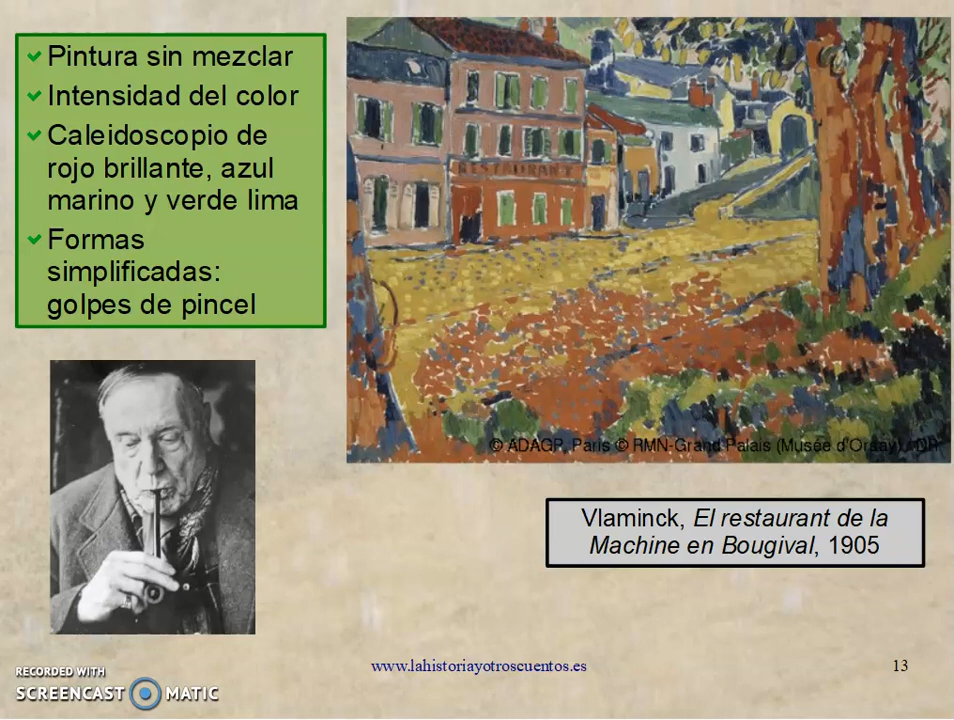 Pintura sin mezclar
Intensidad del color
Caleidoscopio de
rojo brillante, azul
marino y verde lima
Formas
simplificadas:
golpes de pincel
RESTAURANT
© ADAGP, Paris © RMN-Grand Palais (Musée d'Orsay) / DR
Vlaminck, El restaurant de la
Machine en Bougival, 1905
www.lahistoriayotroscuentos.es
13
RECORDED WITH
SCREENCAST MATIC